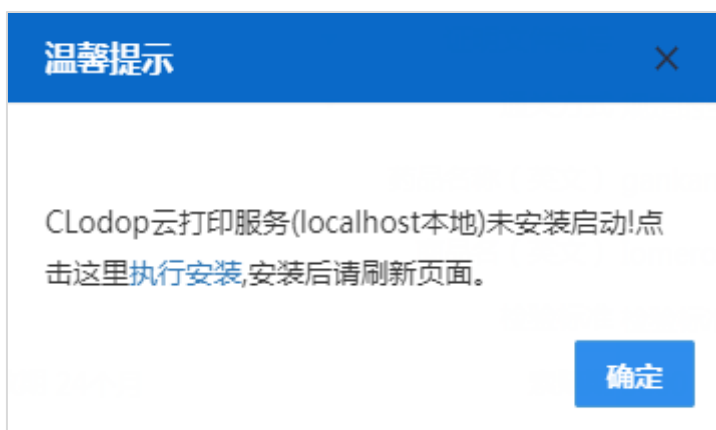 温馨提示
CLodop云打印服务(localhost本地)未安装启动!点
击这里执行安装,安装后请刷新页面。
确定